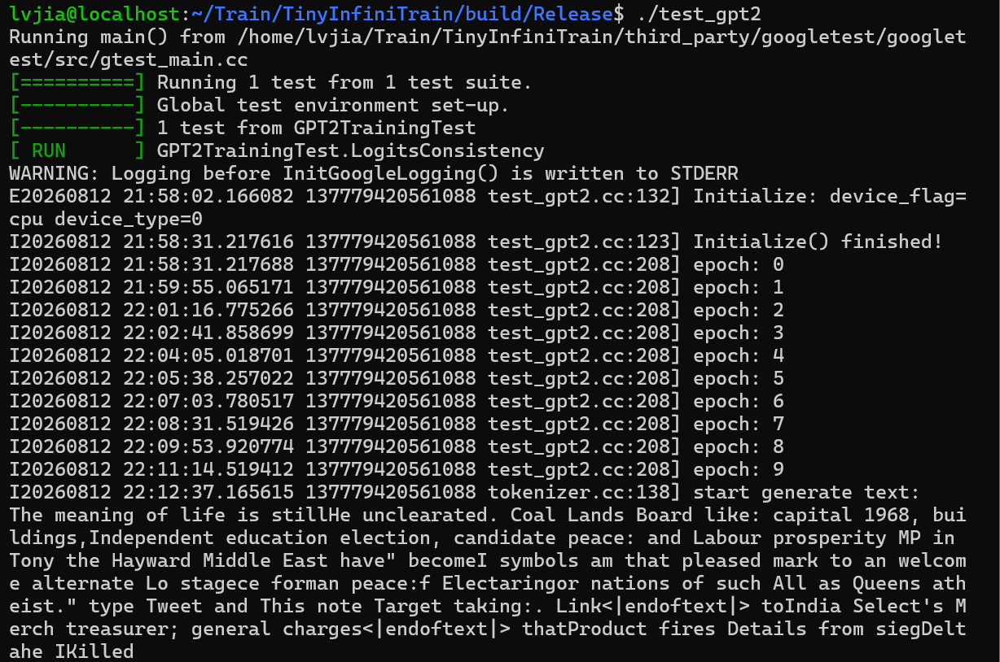 lvjia@localhost:~/Train/TinyInfiniTrain/build/Release$ ./test_gpt2
Running main() from /home/lvjia/Train/TinyInfiniTrain/third_party/googletest/googlet
est/src/gtest_main.cc
[==========] Running 1 test from 1 test suite.
[----------] Global test environment set-up.
[----------] 1 test from GPT2TrainingTest
[ RUN      ] GPT2TrainingTest.LogitsConsistency
WARNING: Logging before InitGoogleLogging() is written to STDERR
E20260812 21:58:02.166082 137779420561088 test_gpt2.cc:132] Initialize: device_flag=
cpu device_type=0
I20260812 21:58:31.217616 137779420561088 test_gpt2.cc:123] Initialize() finished!
I20260812 21:58:31.217688 137779420561088 test_gpt2.cc:208] epoch: 0
I20260812 21:59:55.065171 137779420561088 test_gpt2.cc:208] epoch: 1
I20260812 22:01:16.775266 137779420561088 test_gpt2.cc:208] epoch: 2
I20260812 22:02:41.858699 137779420561088 test_gpt2.cc:208] epoch: 3
I20260812 22:04:05.018701 137779420561088 test_gpt2.cc:208] epoch: 4
I20260812 22:05:38.257022 137779420561088 test_gpt2.cc:208] epoch: 5
I20260812 22:07:03.780517 137779420561088 test_gpt2.cc:208] epoch: 6
I20260812 22:08:31.519426 137779420561088 test_gpt2.cc:208] epoch: 7
I20260812 22:09:53.920774 137779420561088 test_gpt2.cc:208] epoch: 8
I20260812 22:11:14.519412 137779420561088 test_gpt2.cc:208] epoch: 9
I20260812 22:12:37.165615 137779420561088 tokenizer.cc:138] start generate text:
The meaning of life is stillHe unclearated. Coal Lands Board like: capital 1968, bui
ldings,Independent education election, candidate peace: and Labour prosperity MP in
Tony the Hayward Middle East have" becomeI symbols am that pleased mark to an welcom
e alternate Lo stagece forman peace:f Electaringor nations of such All as Queens ath
eist." type Tweet and This note Target taking:. Link<|endoftext|> toIndia Select's M
erch treasurer; general charges<|endoftext|> thatProduct fires Details from siegDelt
ahe IKilled